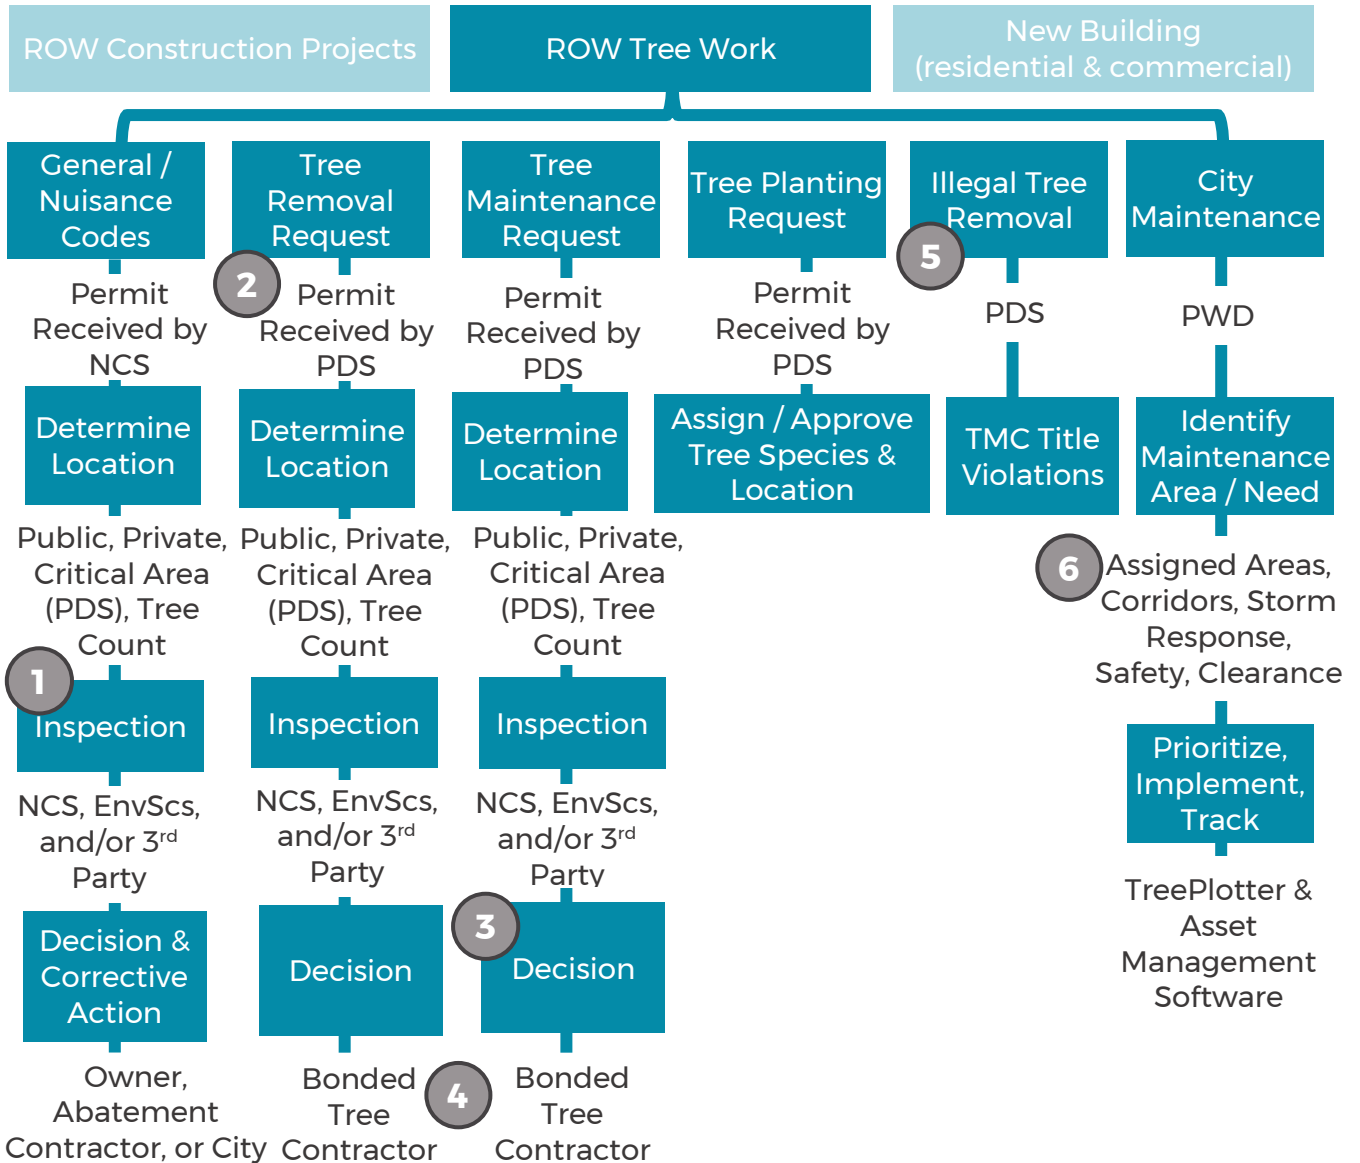 ROW Construction Projects
ROW Tree Work
New Building
(residential & commercial)
General /
Nuisance
Codes
Permit
Received by
NCS
Determine
Location
Public, Private,
Critical Area
(PDS), Tree
Count
1
Inspection
NCS, EnvScs,
and/or 3rd
Party
Decision &
Corrective
Action
Owner,
Abatement
Contractor, or City
Tree
Removal
Request
2
Permit
Received by
PDS
Determine
Location
Public, Private,
Critical Area
(PDS), Tree
Count
Inspection
NCS, EnvScs,
and/or 3rd
Party
Decision
Bonded
Tree
Contractor
Tree
Maintenance
Request
Permit
Received by
PDS
Determine
Location
Public, Private,
Critical Area
(PDS), Tree
Count
Inspection
NCS, EnvScs,
and/or 3rd
Party
3
Decision
4
Bonded
Tree
Contractor
Tree Planting
Request
Permit
Received by
PDS
Assign / Approve
Tree Species &
Location
Illegal Tree
Removal
5
PDS
TMC Title
Violations
City
Maintenance
PWD
Identify
Maintenance
Area / Need
6
Assigned Areas,
Corridors, Storm
Response,
Safety, Clearance
Prioritize,
Implement,
Track
TreePlotter &
Asset
Management
Software